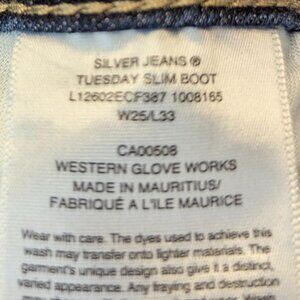 SILVER JEANS ®
TUESDAY SLIM BOOT
L12602ECF387 1008165
W25/L33
CA00508
WESTERN GLOVE WORKS
MADE IN MAURITIUS/
FABRIQUÉ A L'ILE MAURICE
Wear with care. The dyes used to achieve this
wash may transfer onto lighter materials. The
garment's unique design also give it a distinct,
varied appearance. Any fraying and destruction